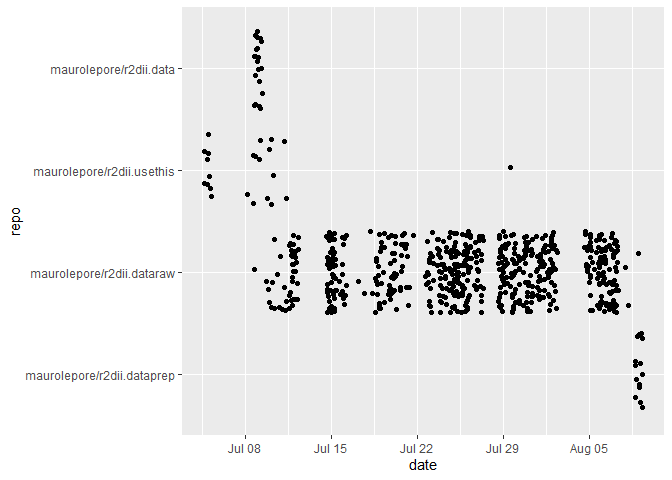 maurolepore/r2dii.data
maurolepore/r2dii.usethis
repo
maurolepore/r2dii.dataraw
maurolepore/r2dii.dataprep
Jul 08 Jul 15 Jul 22 Jul 29 Aug 05
date